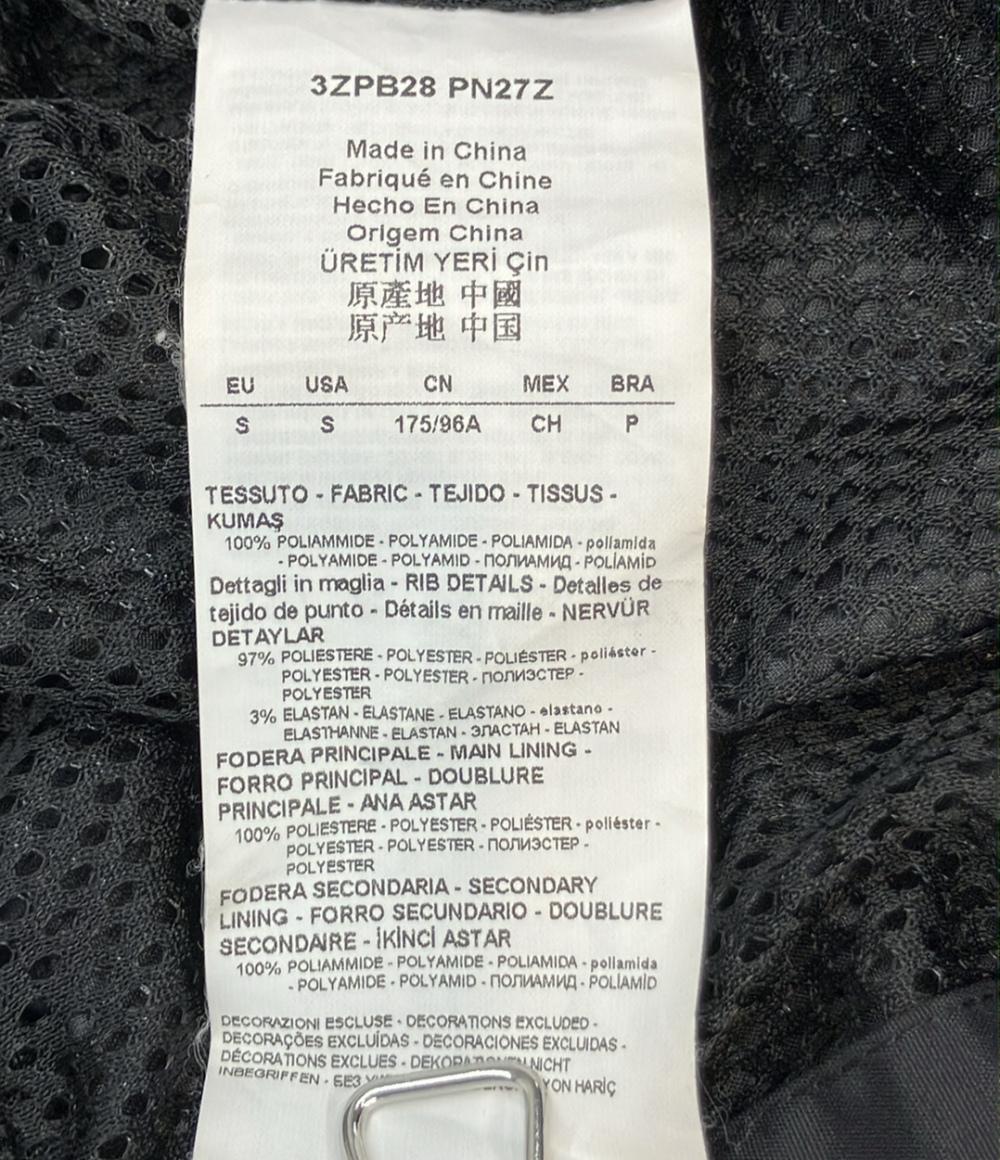 3ZPB28 PN27Z
Made in China
Fabriqué en Chine
Hecho En China
Origem China
ÜRETİM YERİ Çin
原產地 中國
原产地 中国
EU USA CN MEX BRA
S S 175/96A CH P
TESSUTO - FABRIC - TEJIDO - TISSUS -
KUMAŞ
100% POLIAMMIDE - POLYAMIDE - POLIAMIDA - poliamida
- POLYAMIDE - POLYAMID - ПОЛИАМИД - POLİAMİD
Dettagli in maglia - RIB DETAILS - Detalles de
tejido de punto - Détails en maille - NERVÜR
DETAYLAR
97% POLIESTERE - POLYESTER - POLIÉSTER - poliéster -
POLYESTER - POLYESTER - ПОЛИЭСТЕР -
POLYESTER
3% ELASTAN - ELASTANE - ELASTANO - elastano -
ELASTHANNE - ELASTAN - ЭЛАСТАН - ELASTAN
FODERA PRINCIPALE - MAIN LINING -
FORRO PRINCIPAL - DOUBLURE
PRINCIPALE - ANA ASTAR
100% POLIESTERE - POLYESTER - POLIÉSTER - poliéster -
POLYESTER - POLYESTER - ПОЛИЭСТЕР -
POLYESTER
FODERA SECONDARIA - SECONDARY
LINING - FORRO SECUNDARIO - DOUBLURE
SECONDAIRE - İKİNCİ ASTAR
100% POLIAMMIDE - POLYAMIDE - POLIAMIDA - poliamida
- POLYAMIDE - POLYAMID - ПОЛИАМИД - POLİAMİD
DECORAZIONI ESCLUSE - DECORATIONS EXCLUDED -
DECORAÇÕES EXCLUÍDAS - DECORACIONES EXCLUIDAS -
DÉCORATIONS EXCLUES - NICHT
INBEGRIFFEN - БЕЗ HARİÇ